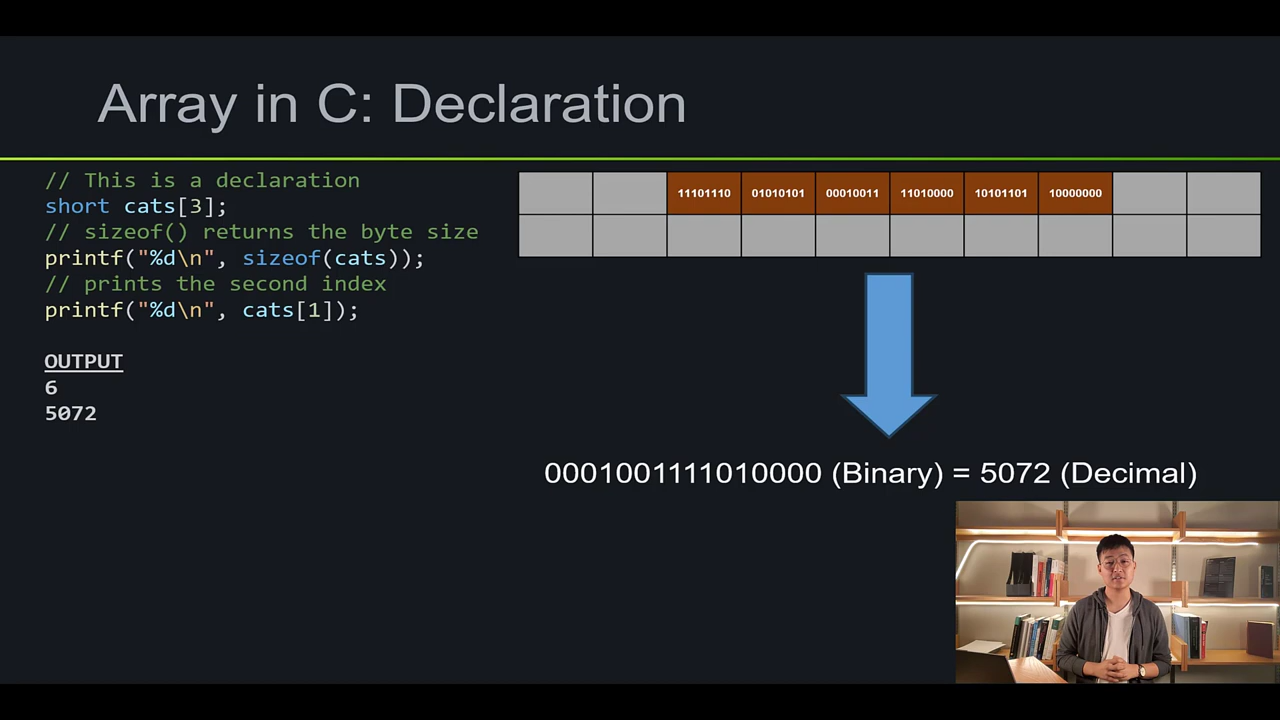 Array in C: Declaration
// This is a declaration
short cats[3];
// sizeof() returns the byte size
printf("%d\n", sizeof(cats));
// prints the second index
printf("%d\n", cats[1]);
OUTPUT
6
5072
11101110 01010101 00010011 11010000 10101101 10000000
0001001111010000 (Binary) = 5072 (Decimal)